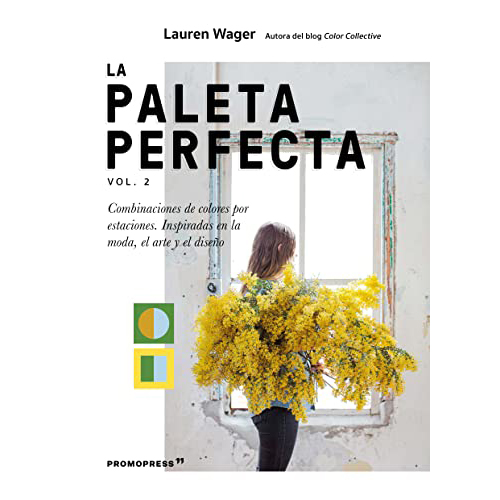 Lauren Wager Autora del blog Color Collective
LA
PALETA
PERFECTA
VOL. 2
Combinaciones de colores por
estaciones. Inspiradas en la
moda, el arte y el diseño
PROMOPRESS"